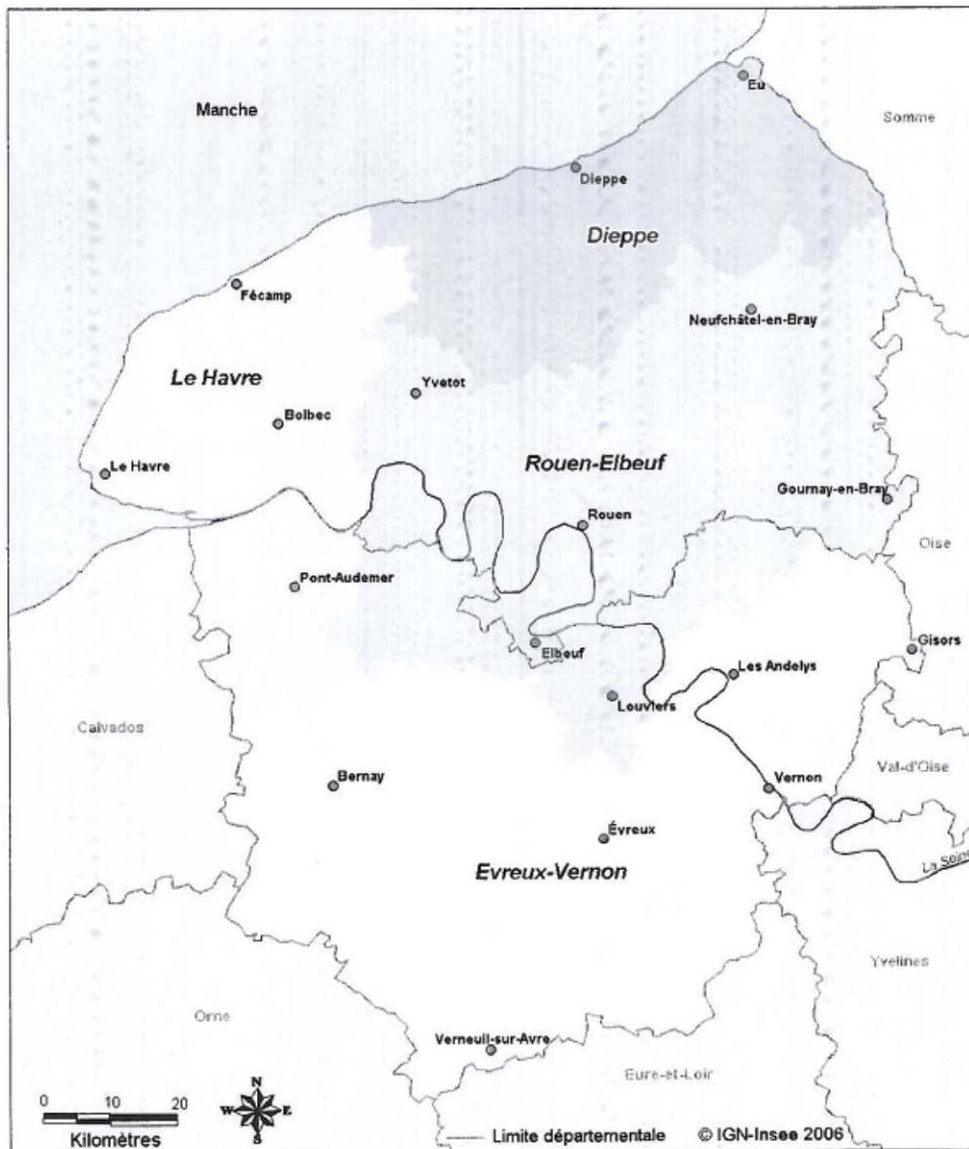 Manche
Eu
Somme
Dieppe
Dieppe
Fécamp
Neufchâtel-en-Bray
Le Havre
Yvetot
Bolbec
Le Havre
Rouen-Elbeuf
Gournay-en-Bray
Rouen
Oise
Pont-Audemer
Elbeuf
Gisors
Les Andelys
Louviers
Calvados
Val-d'Oise
Bernay
Vernon
Évreux
La Seine
Evreux-Vernon
Yvelines
Orne
Verneuil-sur-Avre
Eure-et-Loir
0 10 20
Kilomètres
N
W E
S
Limite départementale © IGN-Insee 2006